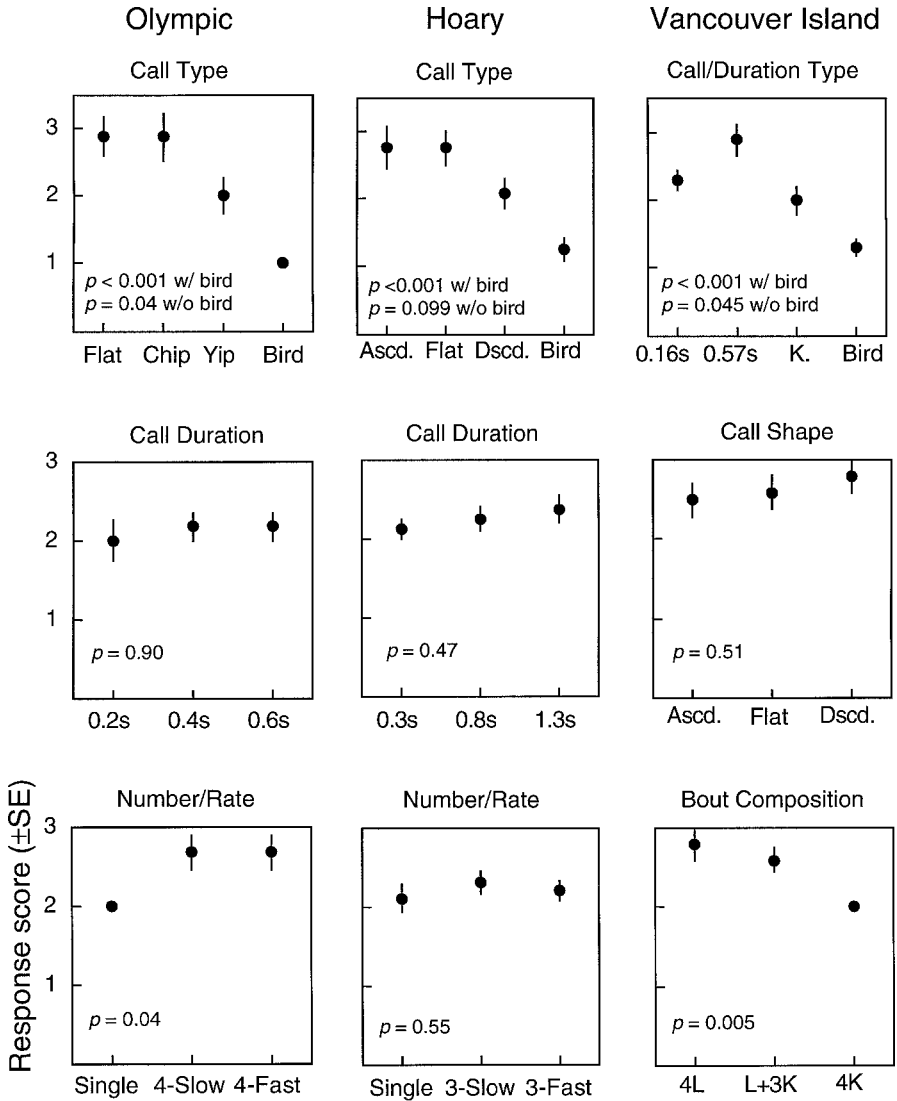 Olympic Hoary Vancouver Island
Call Type Call Type Call/Duration Type
3
2
1
p < 0.001 w/ bird
p = 0.04 w/o bird
p <0.001 w/ bird
p = 0.099 w/o bird
p < 0.001 w/ bird
p = 0.045 w/o bird
Flat Chip Yip Bird
Ascd. Flat Dscd. Bird
0.16s 0.57s K. Bird
Call Duration Call Duration Call Shape
3
2
1
p = 0.90
p = 0.47
p = 0.51
0.2s 0.4s 0.6s
0.3s 0.8s 1.3s
Ascd. Flat Dscd.
Response score (±SE)
Number/Rate Number/Rate Bout Composition
3
2
1
p = 0.04
p = 0.55
p = 0.005
Single 4-Slow 4-Fast
Single 3-Slow 3-Fast
4L L+3K 4K